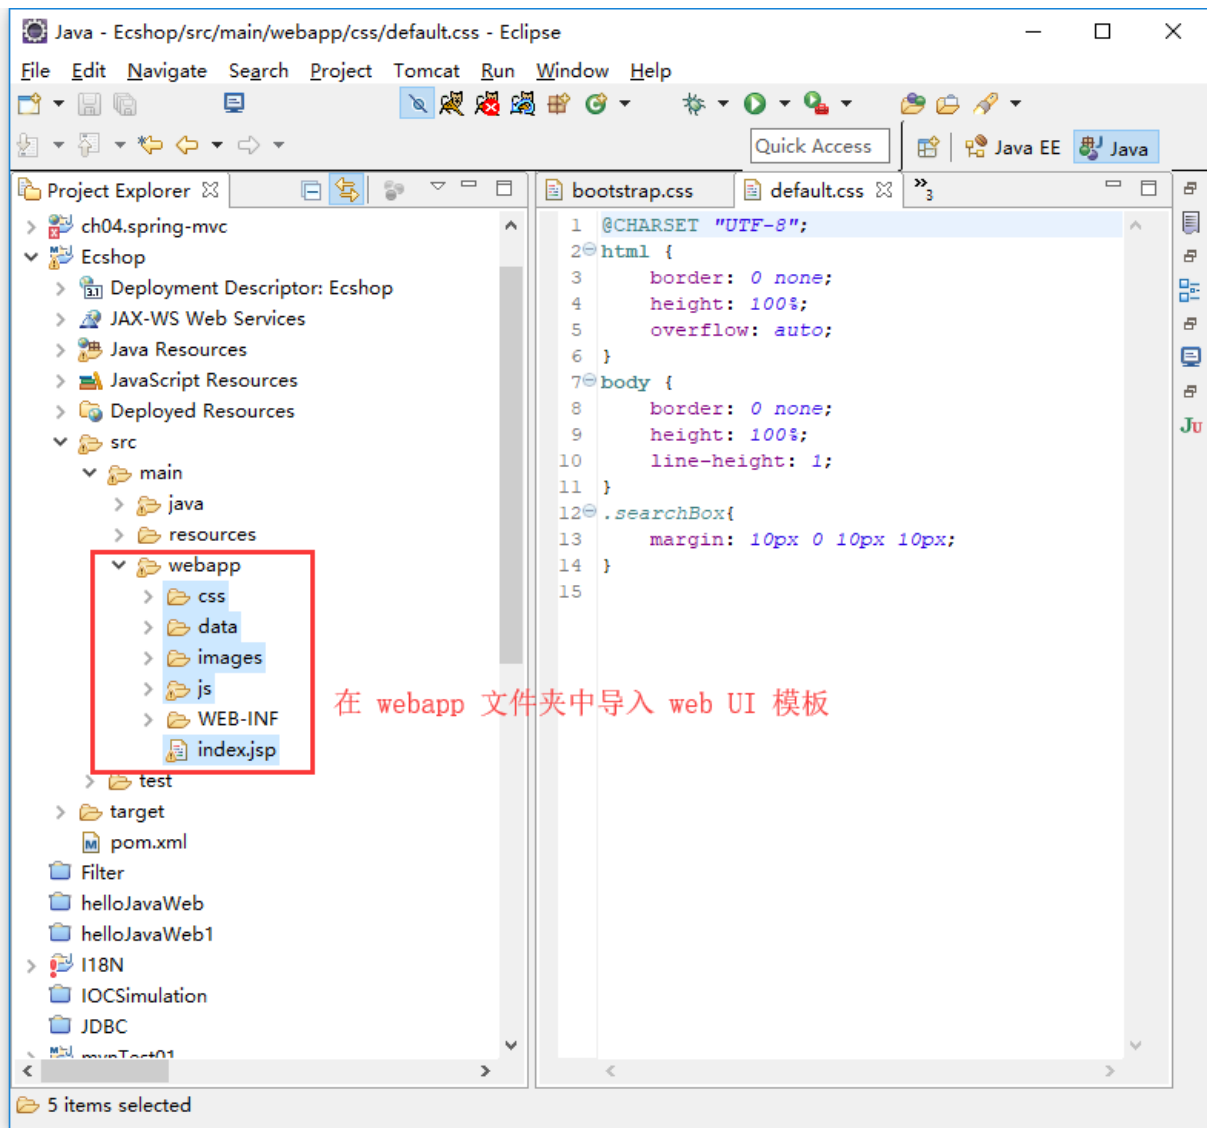 Java - Ecshop/src/main/webapp/css/default.css - Eclipse
File Edit Navigate Search Project Tomcat Run Window Help
Quick Access
Java EE
Java
Project Explorer
ch04.spring-mvc
Ecshop
Deployment Descriptor: Ecshop
JAX-WS Web Services
Java Resources
JavaScript Resources
Deployed Resources
src
main
java
resources
webapp
css
data
images
js
WEB-INF
index.jsp
test
target
pom.xml
Filter
helloJavaWeb
helloJavaWeb1
I18N
IOCSimulation
JDBC
bootstrap.css
default.css
»3
1 @CHARSET "UTF-8";
2 html {
3 border: 0 none;
4 height: 100%;
5 overflow: auto;
6 }
7 body {
8 border: 0 none;
9 height: 100%;
10 line-height: 1;
11 }
12 .searchBox{
13 margin: 10px 0 10px 10px;
14 }
15
在 webapp 文件夹中导入 web UI 模板
Ju
5 items selected